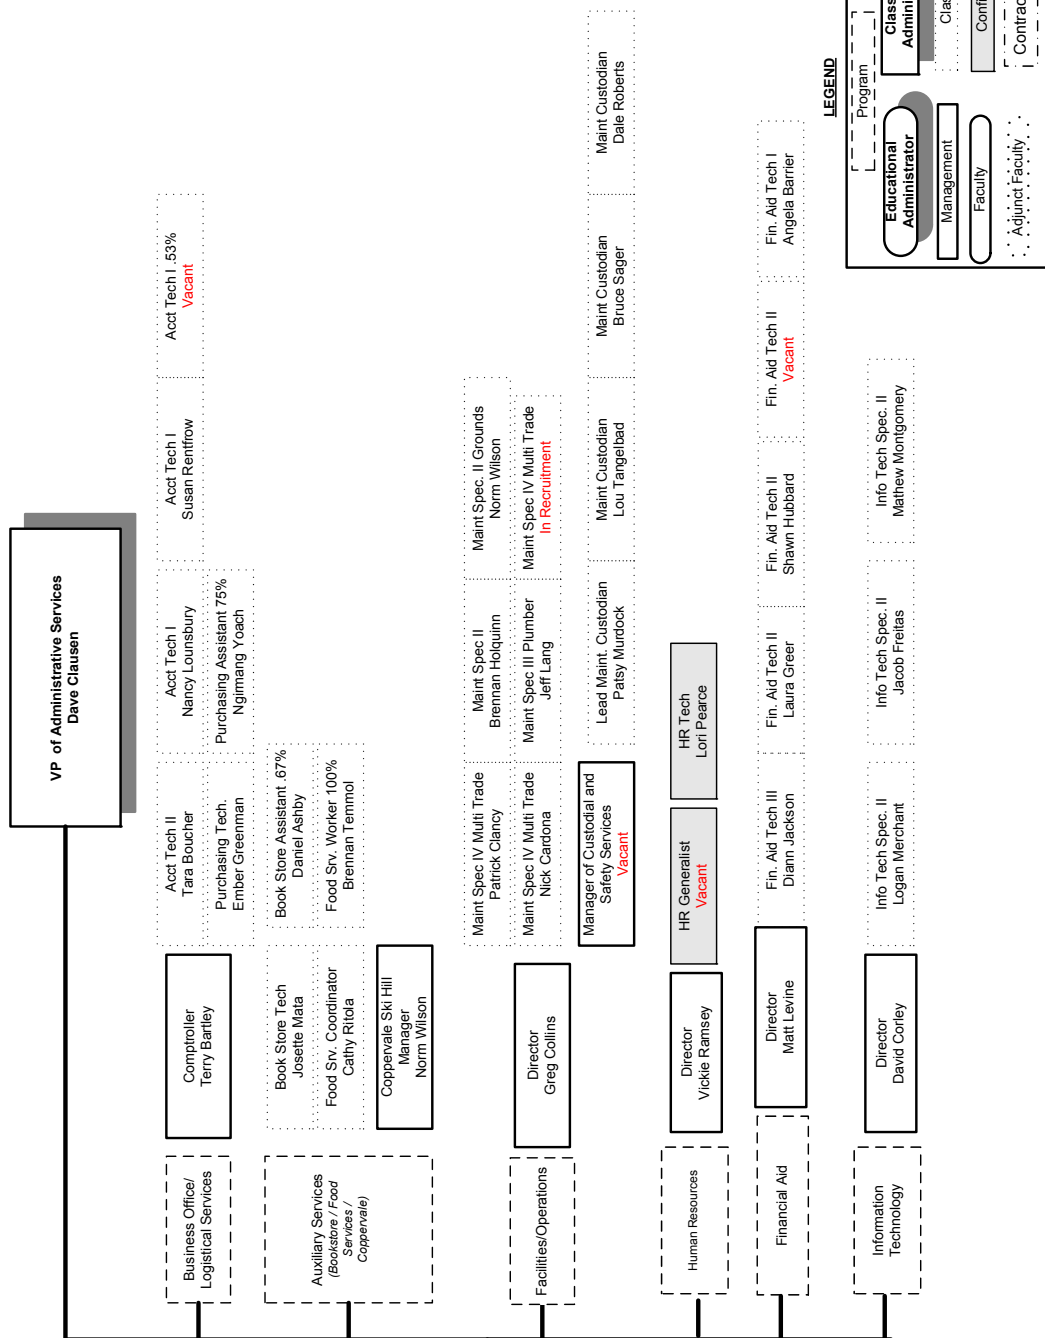 VP  of Administrative Services
Dave Clausen
Business Office/
Logistical Services
Comptroller
Terry Bartley
Acct Tech II
Tara Boucher
Acct Tech I
Nancy Lounsbury
Acct Tech I
Susan Rentfrow
Acct Tech I .53%
Vacant
Purchasing Tech.
Ember Greenman
Purchasing Assistant 75%
Ngirmang Yoach
Auxiliary Services
(Bookstore / Food
Services /
Coppervale)
Book Store Tech
Josette Mata
Book Store Assistant .67%
Daniel Ashby
Food Srv. Coordinator
Cathy Ritola
Food Srv. Worker 100%
Brennan Temmol
Coppervale Ski Hill
Manager
Norm Wilson
Facilities/Operations
Director
Greg Collins
Maint Spec IV Multi Trade
Patrick Clancy
Maint Spec II
Brennan Holquinn
Maint Spec. II Grounds
Norm Wilson
Maint Spec IV Multi Trade
Nick Cardona
Maint Spec III Plumber
Jeff Lang
Maint Spec IV Multi Trade
In Recruitment
Manager of Custodial and
Safety Services
Vacant
Lead Maint. Custodian
Patsy Murdock
Maint Custodian
Lou Tangelbad
Maint Custodian
Bruce Sager
Maint Custodian
Dale Roberts
Human Resources
Director
Vickie Ramsey
HR Generalist
Vacant
HR Tech
Lori Pearce
Financial Aid
Director
Matt Levine
Fin. Aid Tech III
Diann Jackson
Fin. Aid Tech II
Laura Greer
Fin. Aid Tech II
Shawn Hubbard
Fin. Aid Tech II
Vacant
Fin. Aid Tech I
Angela Barrier
Information
Technology
Director
David Corley
Info Tech Spec. II
Logan Merchant
Info Tech Spec. II
Jacob Freitas
Info Tech Spec. II
Mathew Montgomery
LEGEND
Program
Educational
Administrator
Class
Admini
Management
Clas
Faculty
Confi
Adjunct Faculty
Contrac